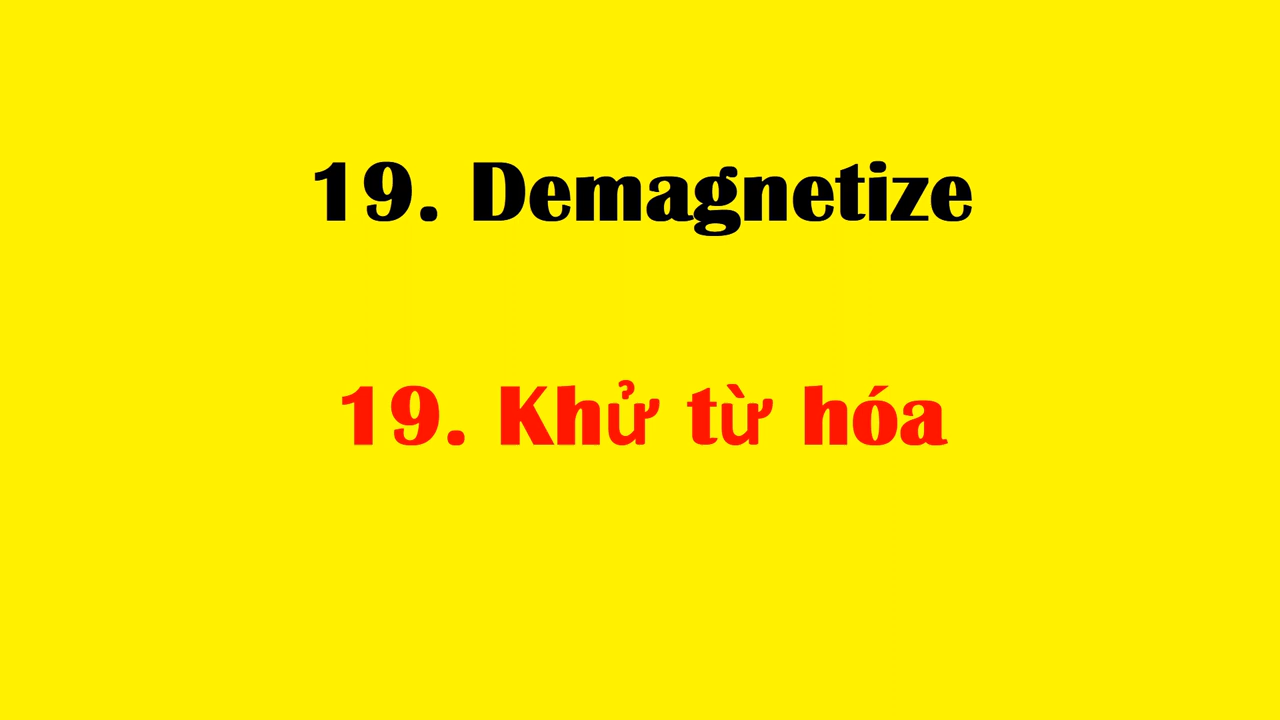 19. Demagnetize
19. Khử từ hóa